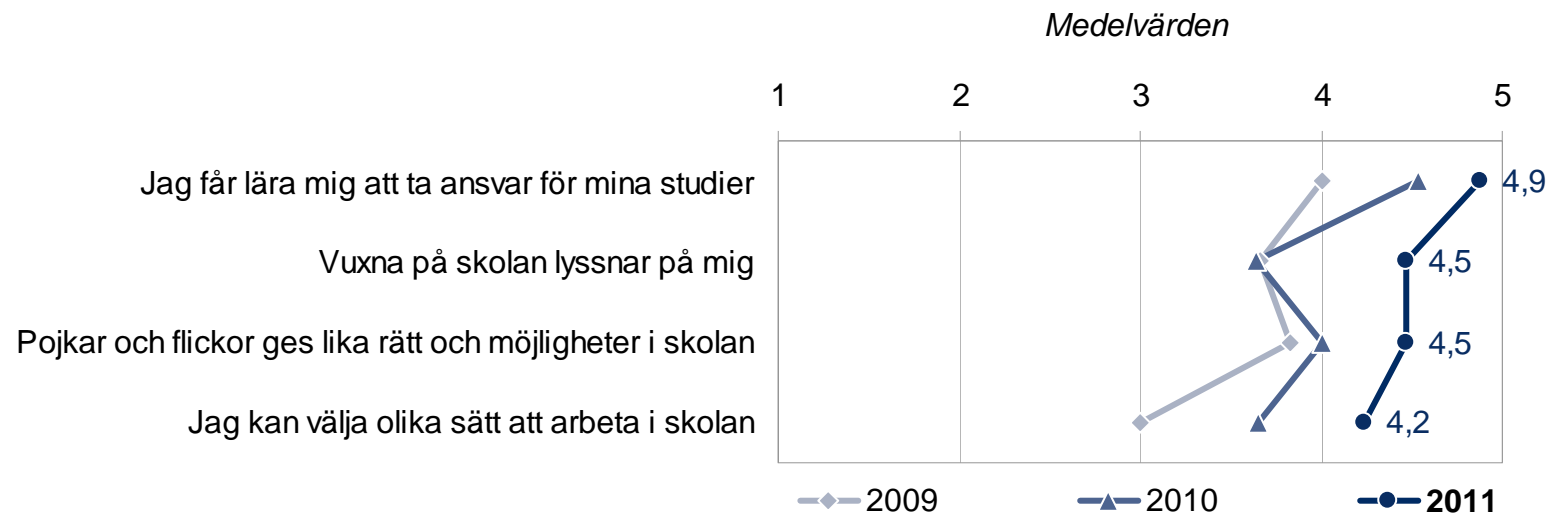 Medelvärden
1 2 3 4 5
Jag får lära mig att ta ansvar för mina studier 4,9
Vuxna på skolan lyssnar på mig 4,5
Pojkar och flickor ges lika rätt och möjligheter i skolan 4,5
Jag kan välja olika sätt att arbeta i skolan 4,2
2009 2010 2011